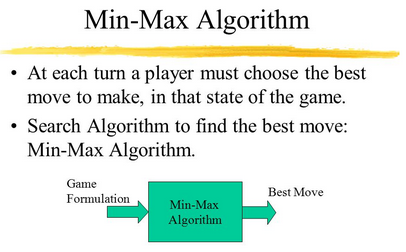 Min-Max Algorithm
• At each turn a player must choose the best
move to make, in that state of the game.
• Search Algorithm to find the best move:
Min-Max Algorithm.
Game
Formulation
Min-Max
Algorithm
Best Move